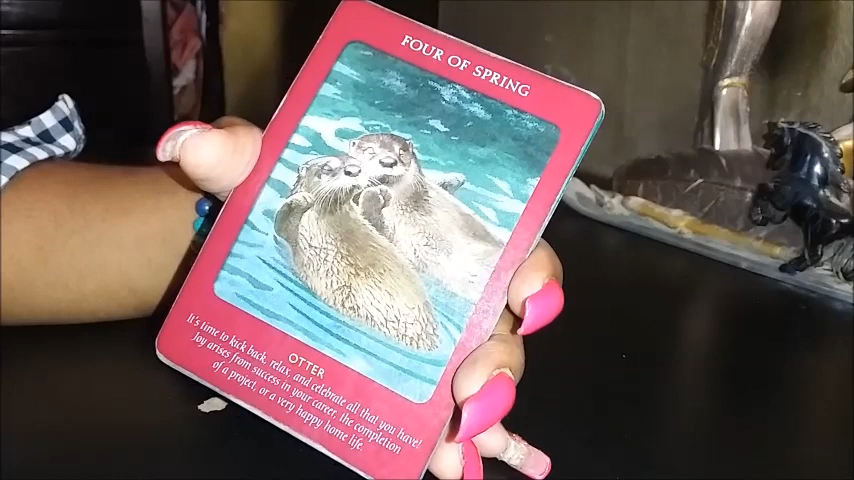 FOUR OF SPRING
OTTER
It's time to kick back, relax, and celebrate all that you have!
Joy arises from success in your career, the completion
of a project, or a very happy home life.